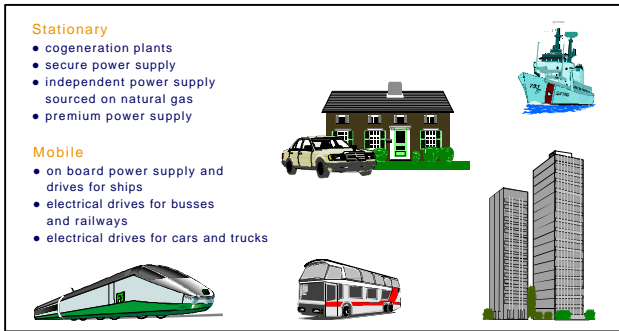 Stationary
• cogeneration plants
• secure power supply
• independent power supply
sourced on natural gas
• premium power supply
Mobile
• on board power supply and
drives for ships
• electrical drives for busses
and railways
• electrical drives for cars and trucks